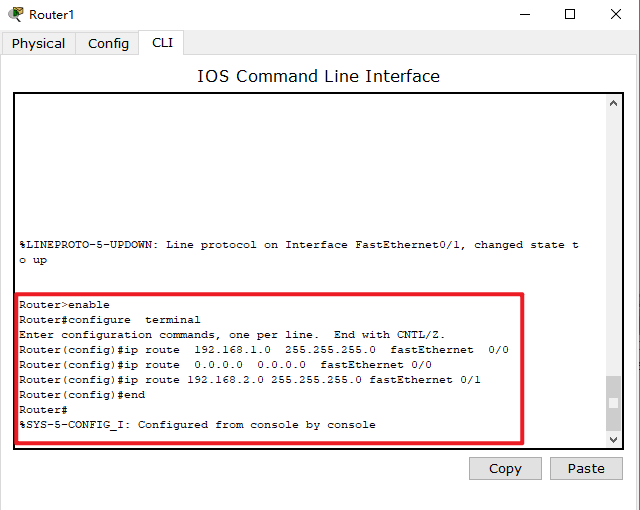 Router1
Physical Config CLI
IOS Command Line Interface
%LINEPROTO-5-UPDOWN: Line protocol on Interface FastEthernet0/1, changed state t
o up
Router>enable
Router#configure  terminal
Enter configuration commands, one per line.  End with CNTL/Z.
Router(config)#ip route  192.168.1.0  255.255.255.0  fastEthernet  0/0
Router(config)#ip route  0.0.0.0  0.0.0.0  fastEthernet 0/0
Router(config)#ip route 192.168.2.0 255.255.255.0 fastEthernet 0/1
Router(config)#end
Router#
%SYS-5-CONFIG_I: Configured from console by console
Copy Paste